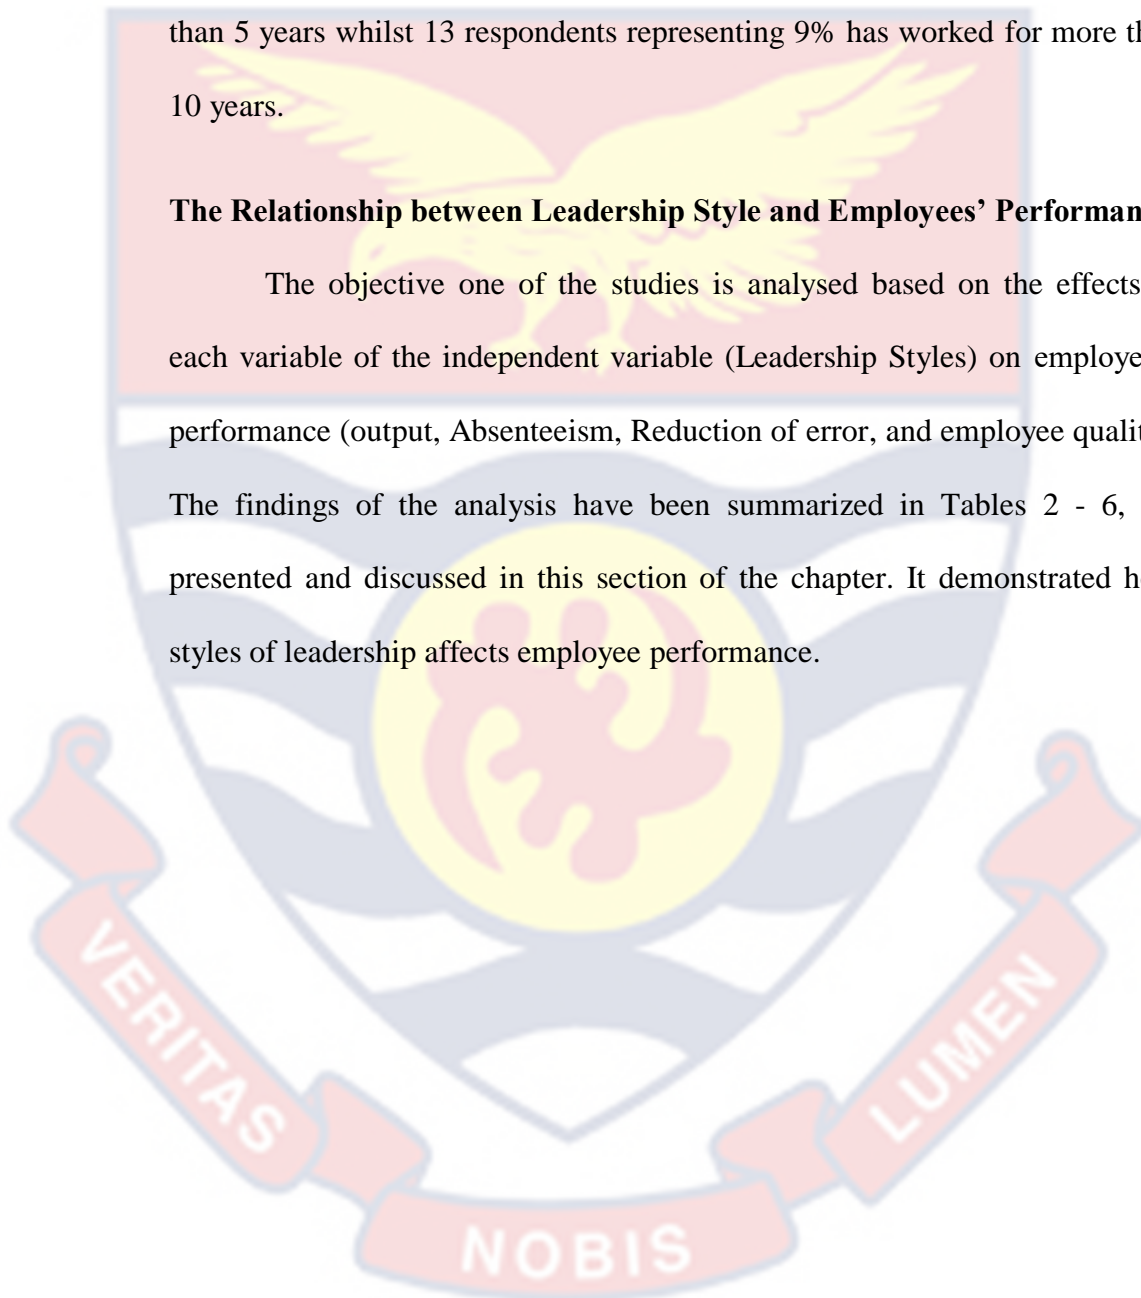 than 5 years whilst 13 respondents representing 9% has worked for more
10 years.
The Relationship between Leadership Style and Employees’
The objective one of the studies is analysed based on the effects
each variable of the independent variable (Leadership Styles) on
performance (output, Absenteeism, Reduction of error, and employee
The findings of the analysis have been summarized in Tables 2 - 6,
presented and discussed in this section of the chapter. It demonstrated
styles of leadership affects employee performance.
VERITAS
NOBIS
LUMEN